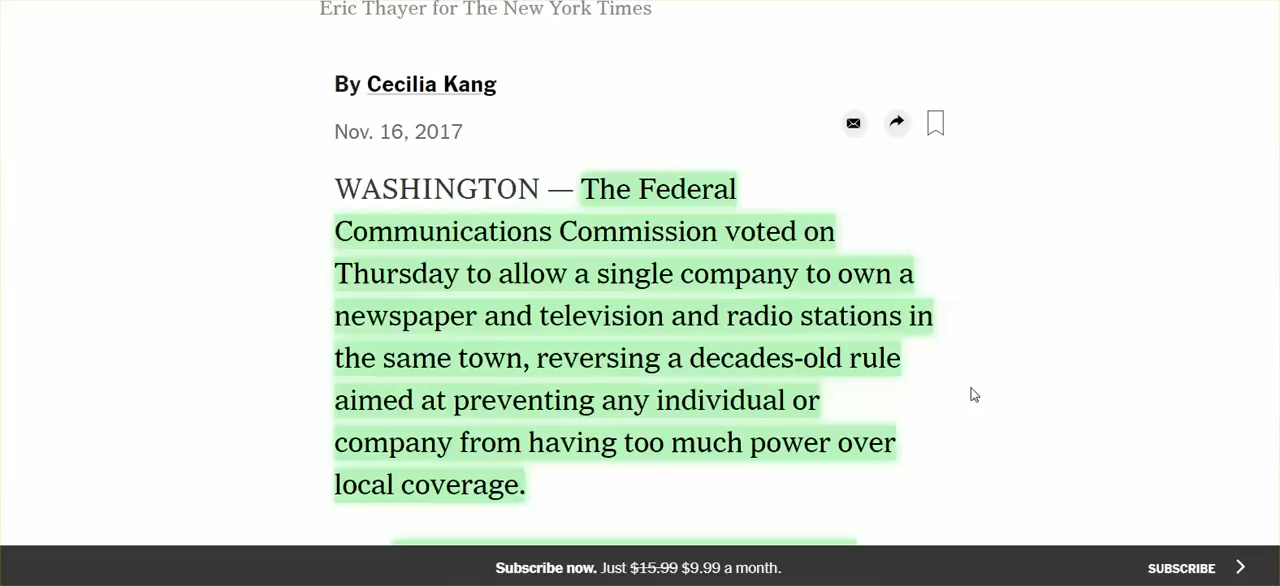 Eric Thayer for The New York Times
By Cecilia Kang
Nov. 16, 2017
WASHINGTON — The Federal
Communications Commission voted on
Thursday to allow a single company to own a
newspaper and television and radio stations in
the same town, reversing a decades-old rule
aimed at preventing any individual or
company from having too much power over
local coverage.
Subscribe now. Just $15.99 $9.99 a month.
SUBSCRIBE